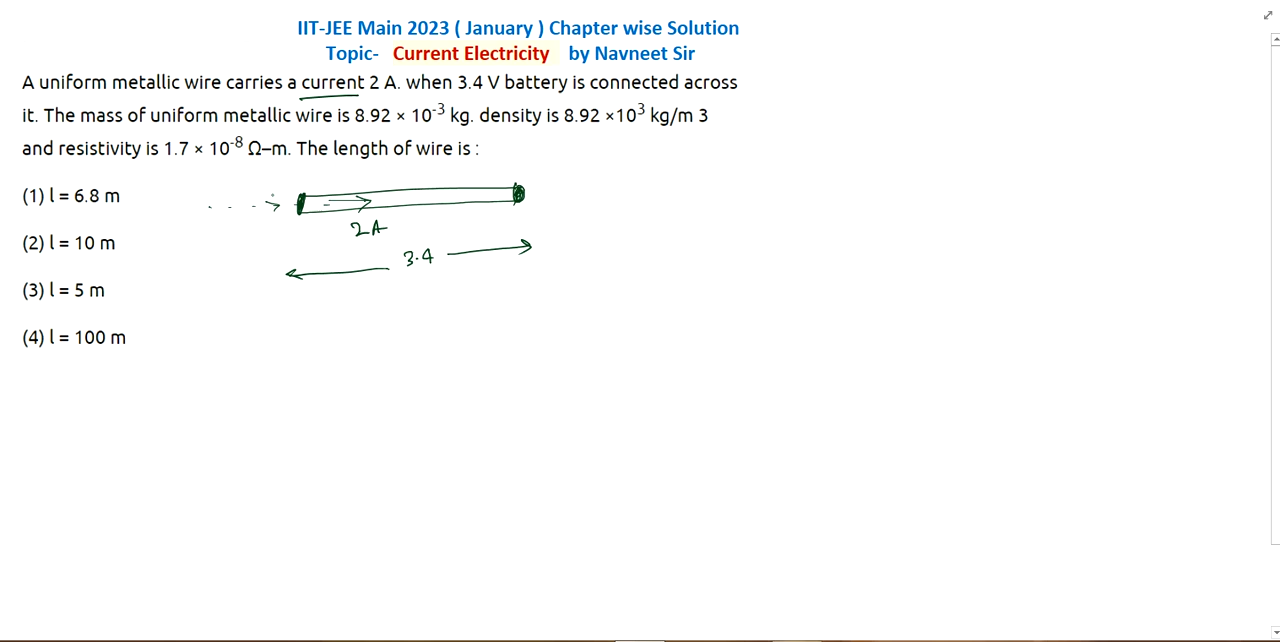 IIT-JEE Main 2023 ( January ) Chapter wise Solution
Topic- Current Electricity by Navneet Sir
A uniform metallic wire carries a current 2 A. when 3.4 V battery is connected across
it. The mass of uniform metallic wire is 8.92 × 10⁻³ kg. density is 8.92 ×10³ kg/m 3
and resistivity is 1.7 × 10⁻⁸ Ω–m. The length of wire is :
(1) l = 6.8 m
2A
(2) l = 10 m
3.4
(3) l = 5 m
(4) l = 100 m